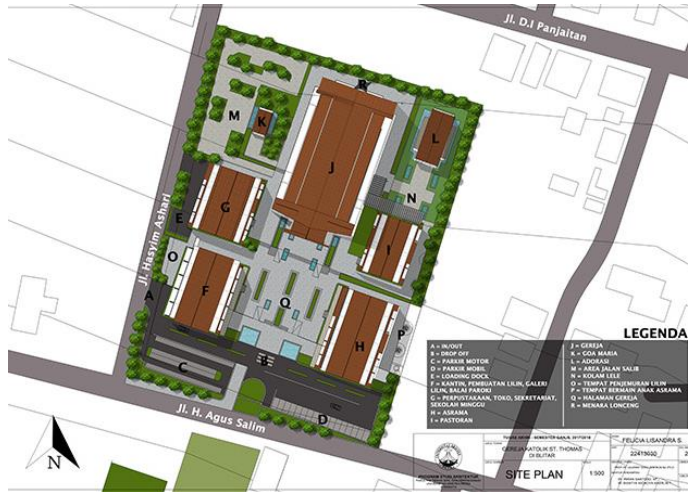 Jl. D.I Panjaitan
R
M
K
L
J
N
G
E
Jl. Hasyim Ashari
I
O
F
A
Q
H
P
B
C
D
Jl. H. Agus Salim
LEGENDA
A = IN/OUT
B = DROP OFF
C = PARKIR MOTOR
D = PARKIR MOBIL
E = LOADING DOCK
F = KANTIN, PEMBUATAN LILIN, GALERI
LILIN, BALAI PAROKI
G = PERPUSTAKAAN, TOKO, SEKRETARIAT,
SEKOLAH MINGGU
H = ASRAMA
I = PASTORAN
J = GEREJA
K = GOA MARIA
L = ADORASI
M = AREA JALAN SALIB
N = KOLAM LELE
O = TEMPAT PENJEMURAN LILIN
P = TEMPAT BERMAIN ANAK ASRAMA
Q = HALAMAN GEREJA
R = MENARA LONCENG
N
GEREJA KATOLIK ST. THOMAS
DI BLITAR
SITE PLAN
1:500
FELICIA LISANDRA S.
22413030
PROGRAM STUDI ARSITEKTUR